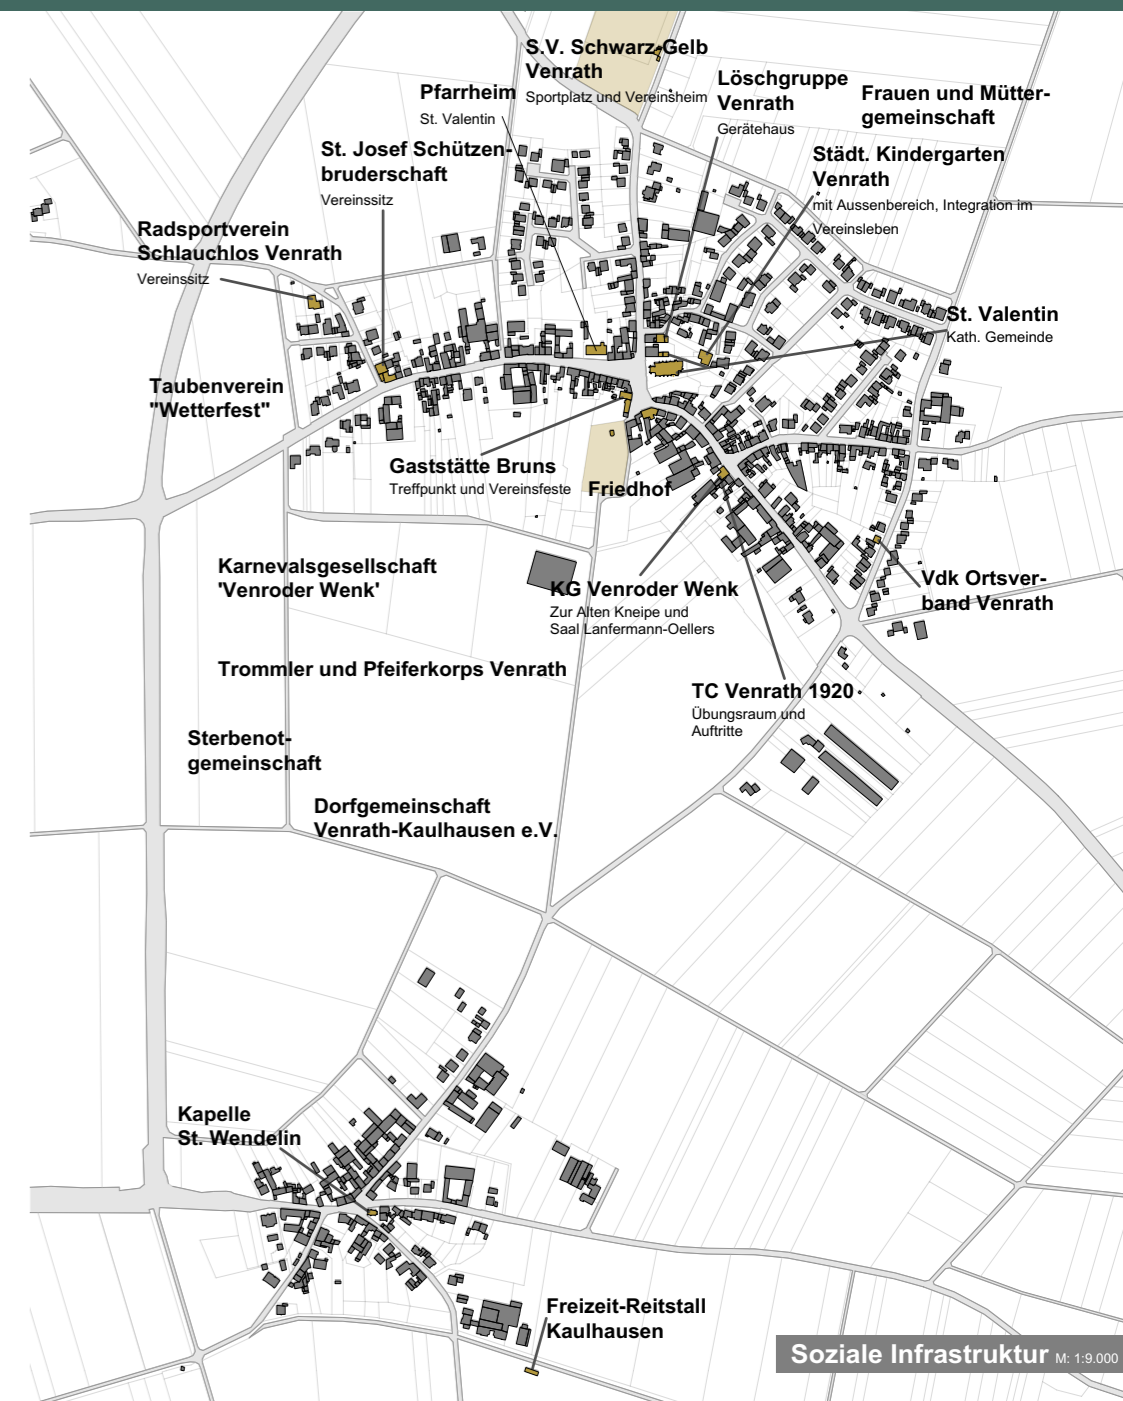 S.V. Schwarz-Gelb
Venrath
Sportplatz und Vereinsheim
Pfarrheim
St. Valentin
Löschgruppe
Venrath
Gerätehaus
Frauen und Mütter-
gemeinschaft
St. Josef Schützen-
bruderschaft
Vereinssitz
Städt. Kindergarten
Venrath
mit Aussenbereich, Integration im
Vereinsleben
Radsportverein
Schlauchlos Venrath
Vereinssitz
St. Valentin
Kath. Gemeinde
Taubenverein
"Wetterfest"
Gaststätte Bruns
Treffpunkt und Vereinsfeste
Friedhof
Karnevalsgesellschaft
'Venroder Wenk'
KG Venroder Wenk
Zur Alten Kneipe und
Saal Lanfermann-Oellers
Vdk Ortsver-
band Venrath
Trommler und Pfeiferkorps Venrath
TC Venrath 1920
Übungsraum und
Auftritte
Sterbenot-
gemeinschaft
Dorfgemeinschaft
Venrath-Kaulhausen e.V.
Kapelle
St. Wendelin
Freizeit-Reitstall
Kaulhausen
Soziale Infrastruktur M: 1:9.000